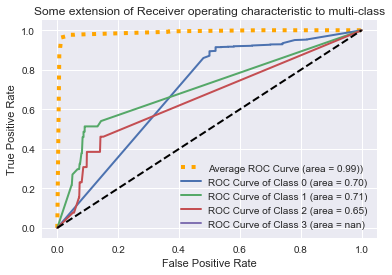 Some extension of Receiver operating characteristic to multi-class
1.0
0.8
0.6
0.4
0.2
0.0
True Positive Rate
Average ROC Curve (area = 0.99))
ROC Curve of Class 0 (area = 0.70)
ROC Curve of Class 1 (area = 0.71)
ROC Curve of Class 2 (area = 0.65)
ROC Curve of Class 3 (area = nan)
0.0 0.2 0.4 0.6 0.8 1.0
False Positive Rate